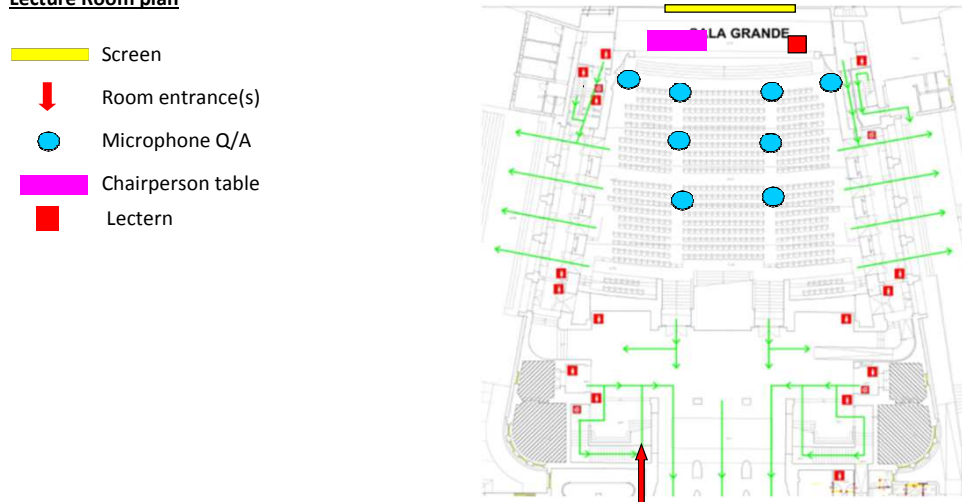 Lecture Room plan
Screen
Room entrance(s)
Microphone Q/A
Chairperson table
Lectern
SALA GRANDE